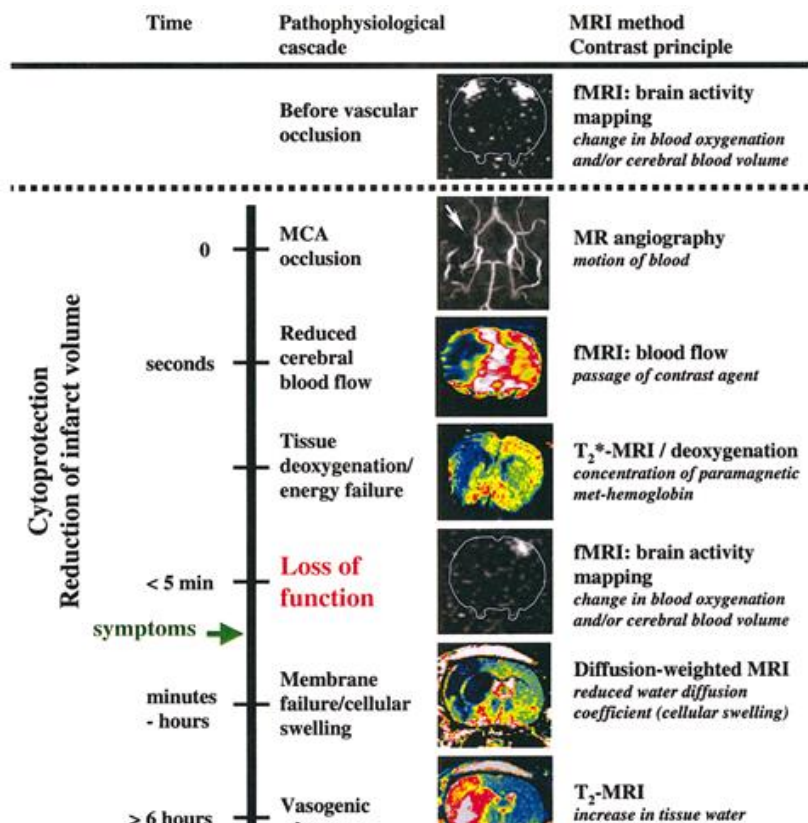 Time
Pathophysiological
cascade
MRI method
Contrast principle
Before vascular
occlusion
fMRI: brain activity
mapping
change in blood oxygenation
and/or cerebral blood volume
Cytoprotection
Reduction of infarct volume
0
MCA
occlusion
MR angiography
motion of blood
seconds
Reduced
cerebral
blood flow
fMRI: blood flow
passage of contrast agent
Tissue
deoxygenation/
energy failure
T₂*-MRI / deoxygenation
concentration of paramagnetic
met-hemoglobin
< 5 min
Loss of
function
fMRI: brain activity
mapping
change in blood oxygenation
and/or cerebral blood volume
symptoms
minutes
- hours
Membrane
failure/cellular
swelling
Diffusion-weighted MRI
reduced water diffusion
coefficient (cellular swelling)
> 6 hours
Vasogenic
T₂-MRI
increase in tissue water